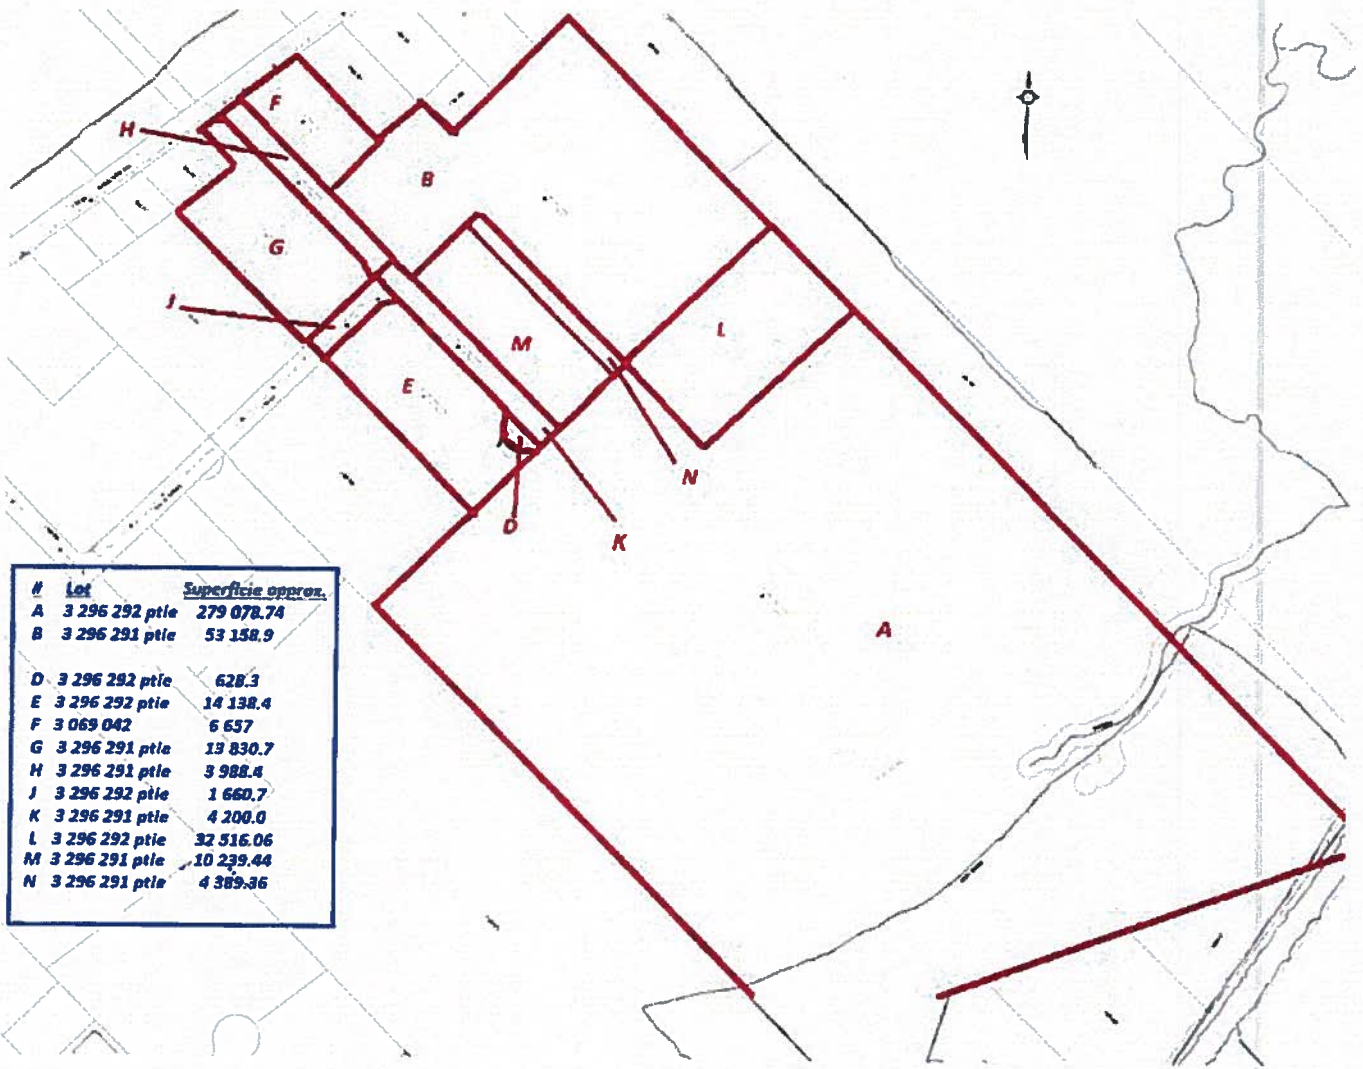 F
H
B
G
J
L
M
E
N
D
K
A
# Lot Superficie approx.
A 3 296 292 ptie 279 078.74
B 3 296 291 ptie 53 158.9
D 3 296 292 ptie 628.3
E 3 296 292 ptie 14 138.4
F 3 069 042 6 657
G 3 296 291 ptie 13 830.7
H 3 296 291 ptie 3 988.4
J 3 296 292 ptie 1 660.7
K 3 296 291 ptie 4 200.0
L 3 296 292 ptie 32 516.06
M 3 296 291 ptie 10 239.44
N 3 296 291 ptie 4 389.36